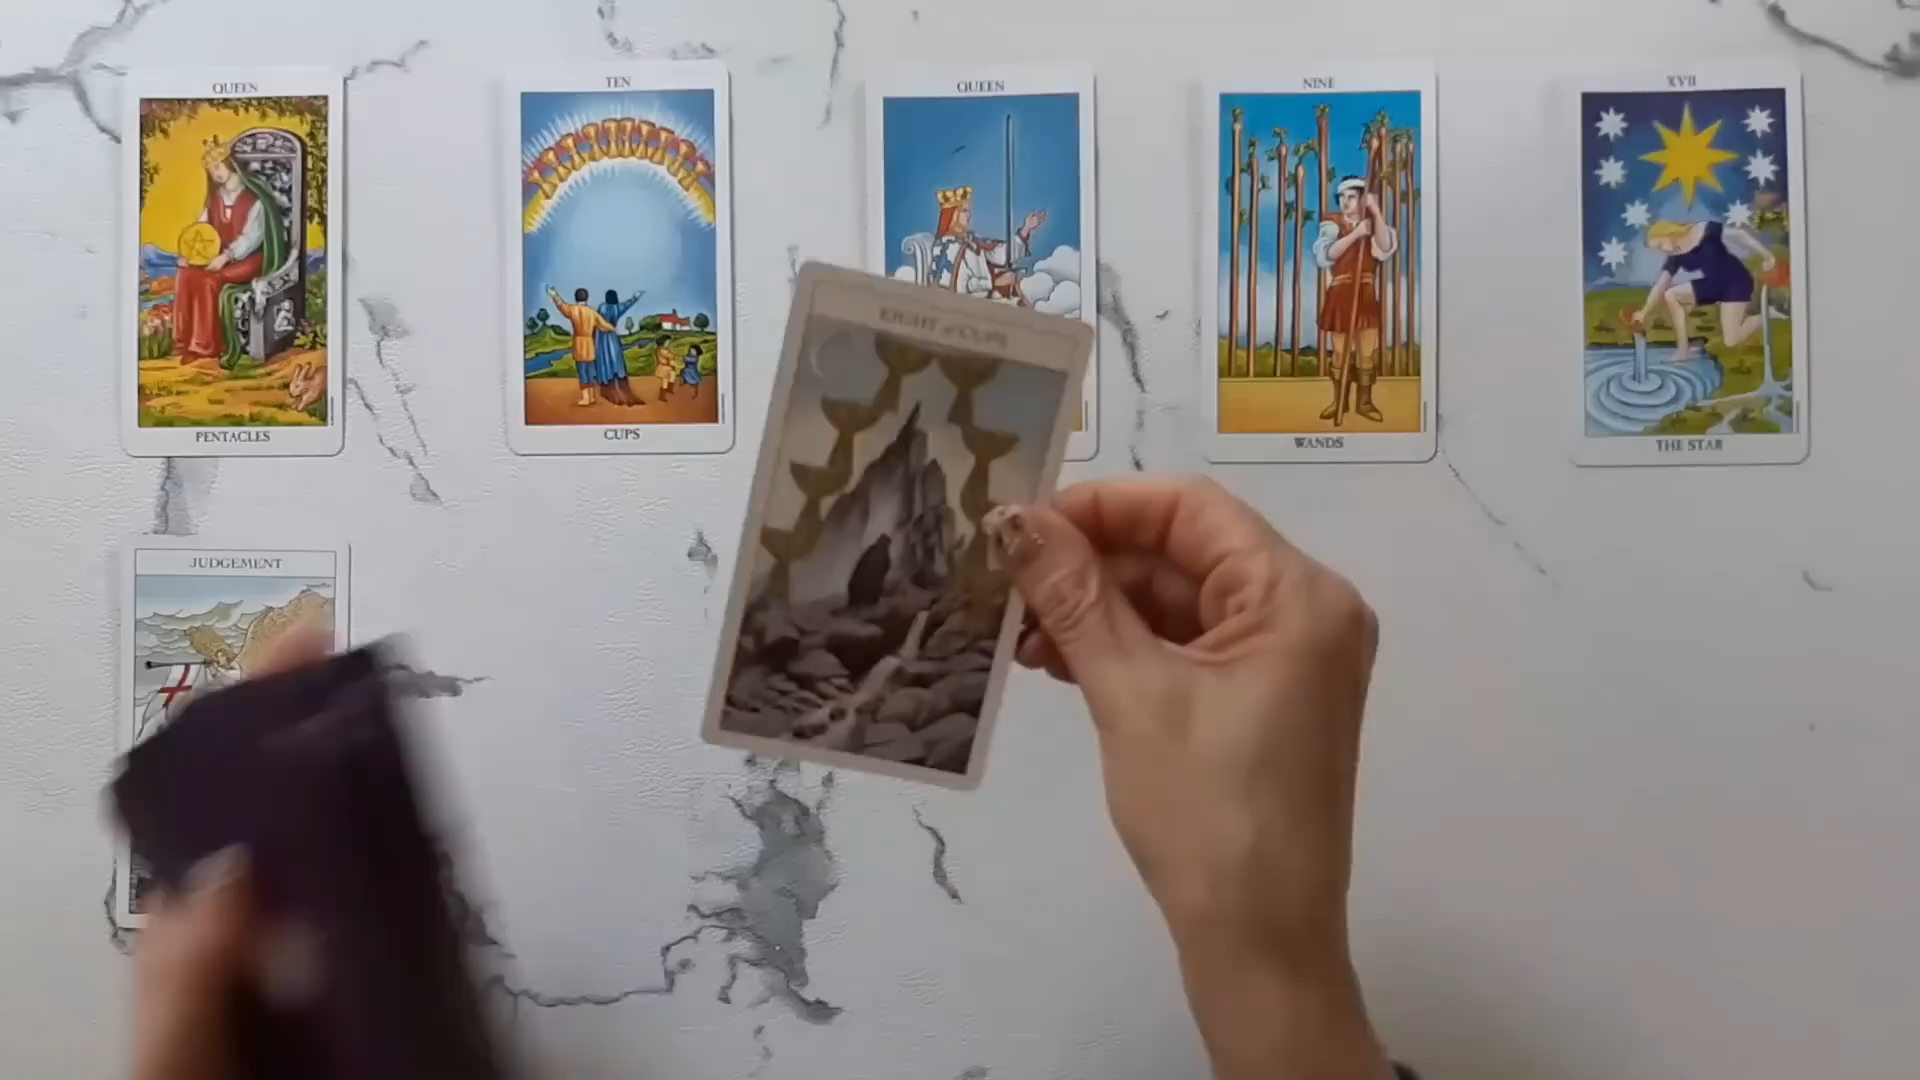 QUEEN
PENTACLES
TEN
CUPS
QUEEN
NINE
WANDS
XVII
THE STAR
EIGHT of CUPS
JUDGEMENT